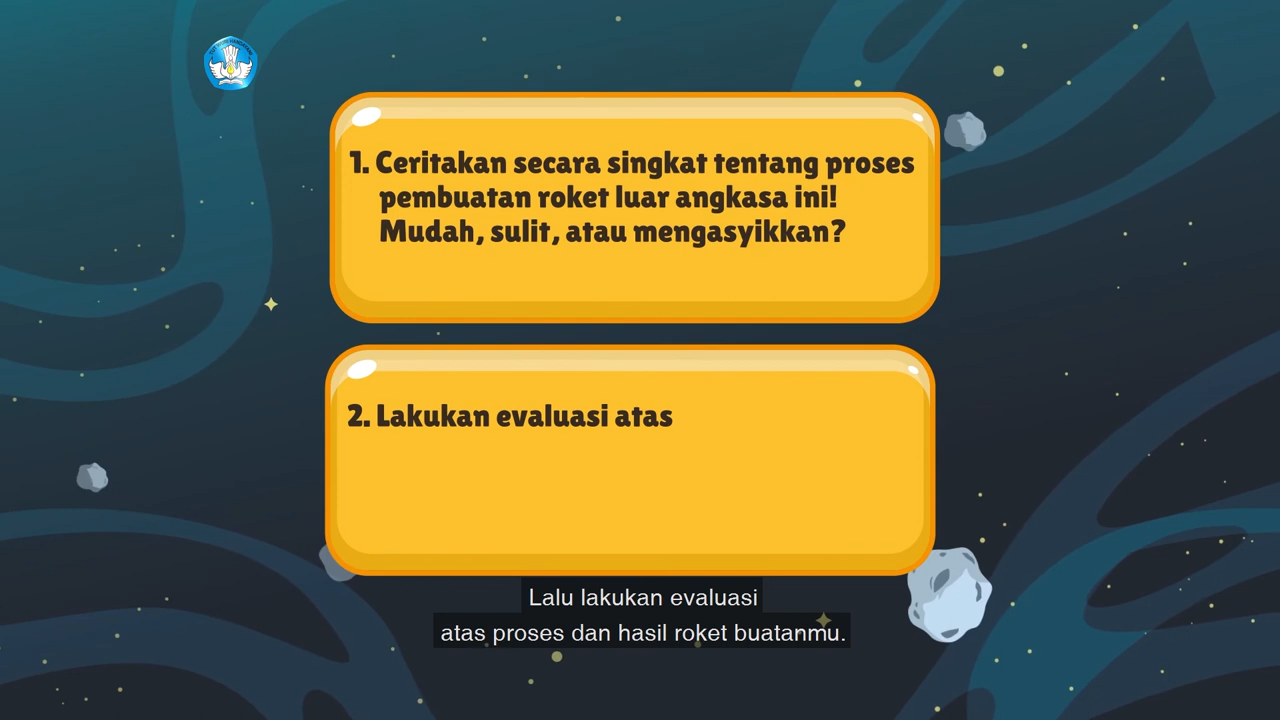 1. Ceritakan secara singkat tentang proses
pembuatan roket luar angkasa ini!
Mudah, sulit, atau mengasyikkan?
2. Lakukan evaluasi atas
Lalu lakukan evaluasi
atas proses dan hasil roket buatanmu.